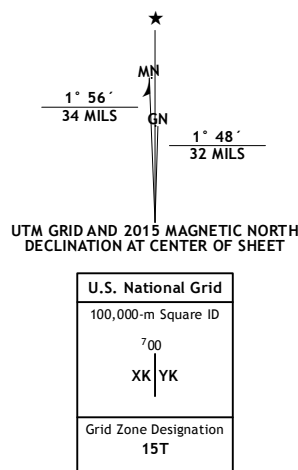 MN
1° 56´
34 MILS
GN
1° 48´
32 MILS
UTM GRID AND 2015 MAGNETIC NORTH
DECLINATION AT CENTER OF SHEET
U.S. National Grid
100,000-m Square ID
700
XK YK
Grid Zone Designation
15T